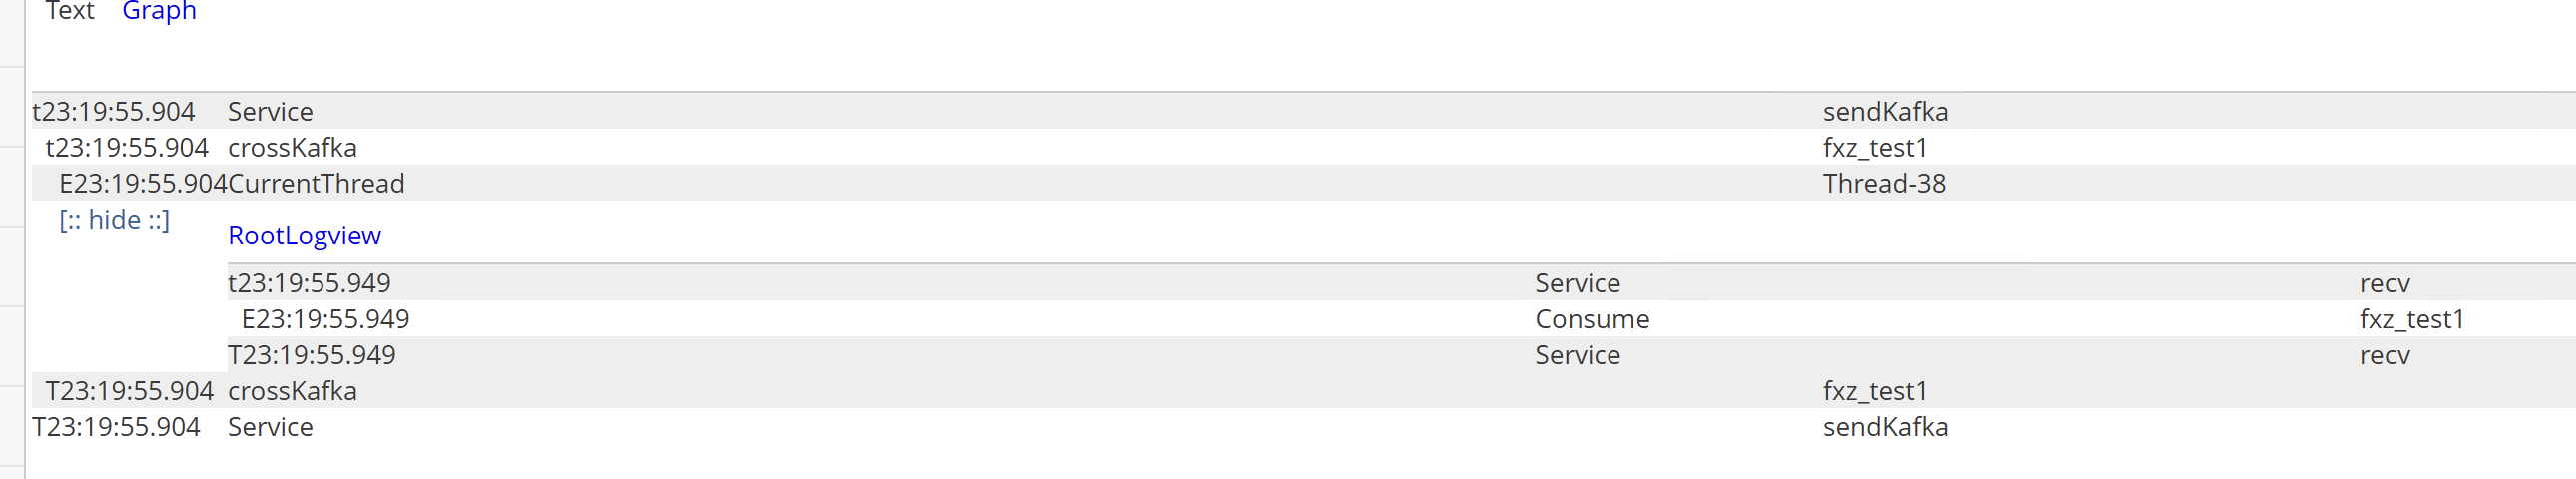 Text Graph
t23:19:55.904 Service sendKafka
t23:19:55.904 crossKafka fxz_test1
E23:19:55.904CurrentThread Thread-38
[:: hide ::]
RootLogview
t23:19:55.949 Service recv
E23:19:55.949 Consume fxz_test1
T23:19:55.949 Service recv
T23:19:55.904 crossKafka fxz_test1
T23:19:55.904 Service sendKafka